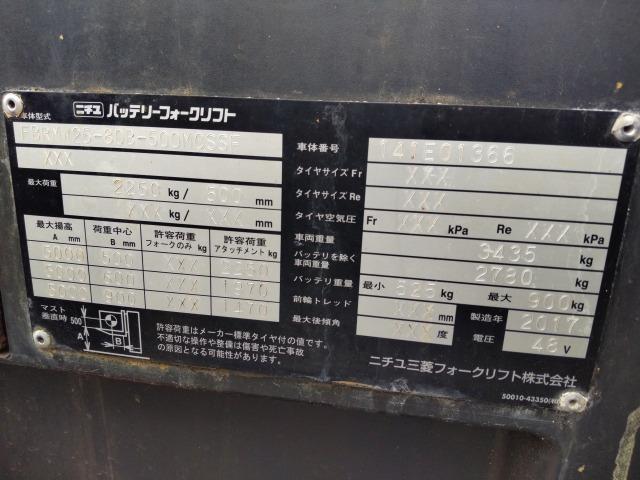 ニチユ バッテリーフォークリフト
車体型式
XXX
最大荷重 2250 kg / 500 mm
XXX kg / XXX mm
最大揚高 A mm 荷重中心 B mm 許容荷重 フォークのみ kg 許容荷重 アタッチメント kg
5000 500 XXX
5000 600 XXX 1970
5000 900 XXX 1470
マスト垂直時 500 A B
許容荷重はメーカー標準タイヤ付の値です。
不適切な操作や整備は傷害や死亡事故
の原因となる可能性があります。
車体番号 141E01366
タイヤサイズ Fr XXX
タイヤサイズ Re XXX
タイヤ空気圧 Fr XXX kPa Re XXX kPa
車両重量 3435 kg
バッテリを除く車両重量 2780 kg
バッテリ重量 最小 625 kg 最大 900 kg
前輪トレッド XXX mm 製造年 2017
最大後傾角 XXX 度 電圧 48 V
ニチユ三菱フォークリフト株式会社